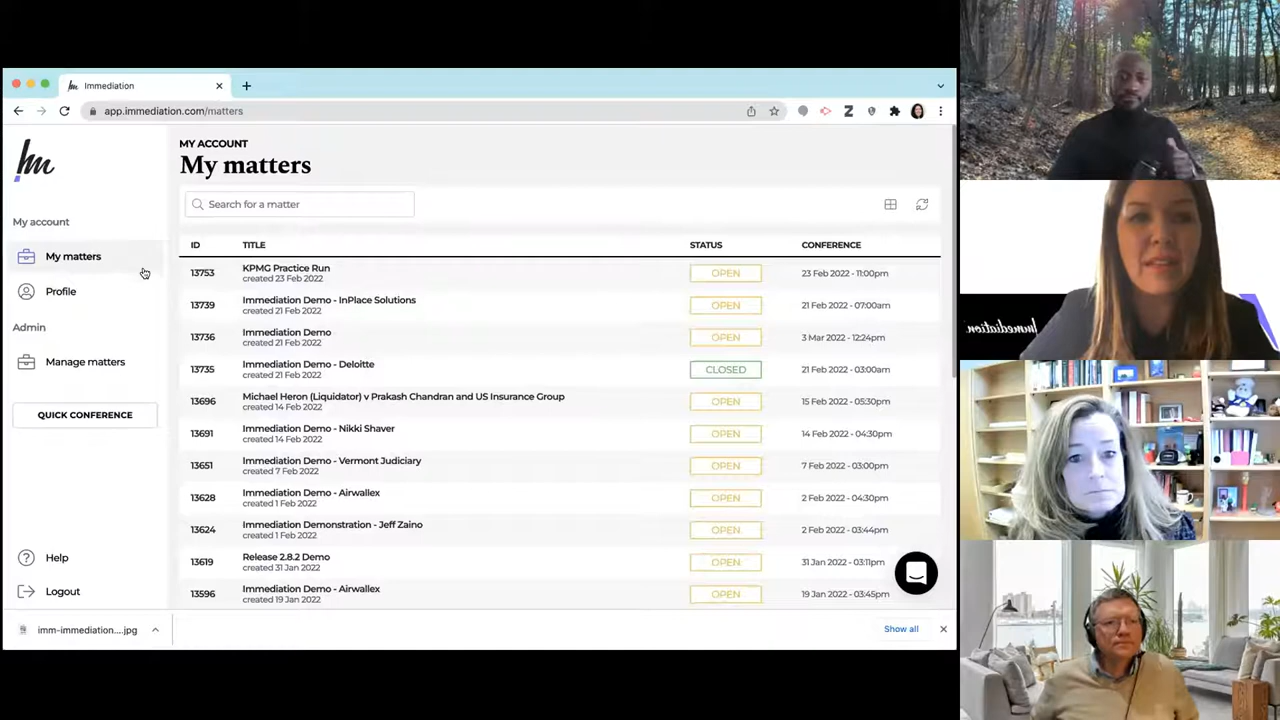 Immediation
app.immediation.com/matters
Im
My account
My matters
Profile
Admin
Manage matters
QUICK CONFERENCE
Help
Logout
MY ACCOUNT
My matters
Search for a matter
ID TITLE STATUS CONFERENCE
13753 KPMG Practice Run OPEN 23 Feb 2022 - 11:00pm
created 23 Feb 2022
13739 Immediation Demo - InPlace Solutions OPEN 21 Feb 2022 - 07:00am
created 21 Feb 2022
13736 Immediation Demo OPEN 3 Mar 2022 - 12:24pm
created 21 Feb 2022
13735 Immediation Demo - Deloitte CLOSED 21 Feb 2022 - 03:00am
created 21 Feb 2022
13696 Michael Heron (Liquidator) v Prakash Chandran and US Insurance Group OPEN 15 Feb 2022 - 05:30pm
created 14 Feb 2022
13691 Immediation Demo - Nikki Shaver OPEN 14 Feb 2022 - 04:30pm
created 14 Feb 2022
13651 Immediation Demo - Vermont Judiciary OPEN 7 Feb 2022 - 03:00pm
created 7 Feb 2022
13628 Immediation Demo - Airwallex OPEN 2 Feb 2022 - 04:30pm
created 1 Feb 2022
13624 Immediation Demonstration - Jeff Zaino OPEN 2 Feb 2022 - 03:44pm
created 1 Feb 2022
13619 Release 2.8.2 Demo OPEN 31 Jan 2022 - 03:11pm
created 31 Jan 2022
13596 Immediation Demo - Airwallex OPEN 19 Jan 2022 - 03:45pm
created 19 Jan 2022
imm-immediation....jpg
Show all
Immediation